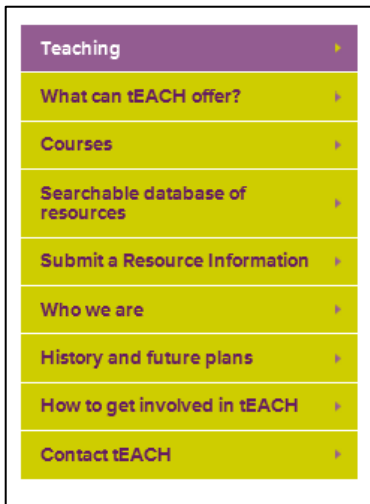 Teaching
What can tEACH offer?
Courses
Searchable database of
resources
Submit a Resource Information
Who we are
History and future plans
How to get involved in tEACH
Contact tEACH